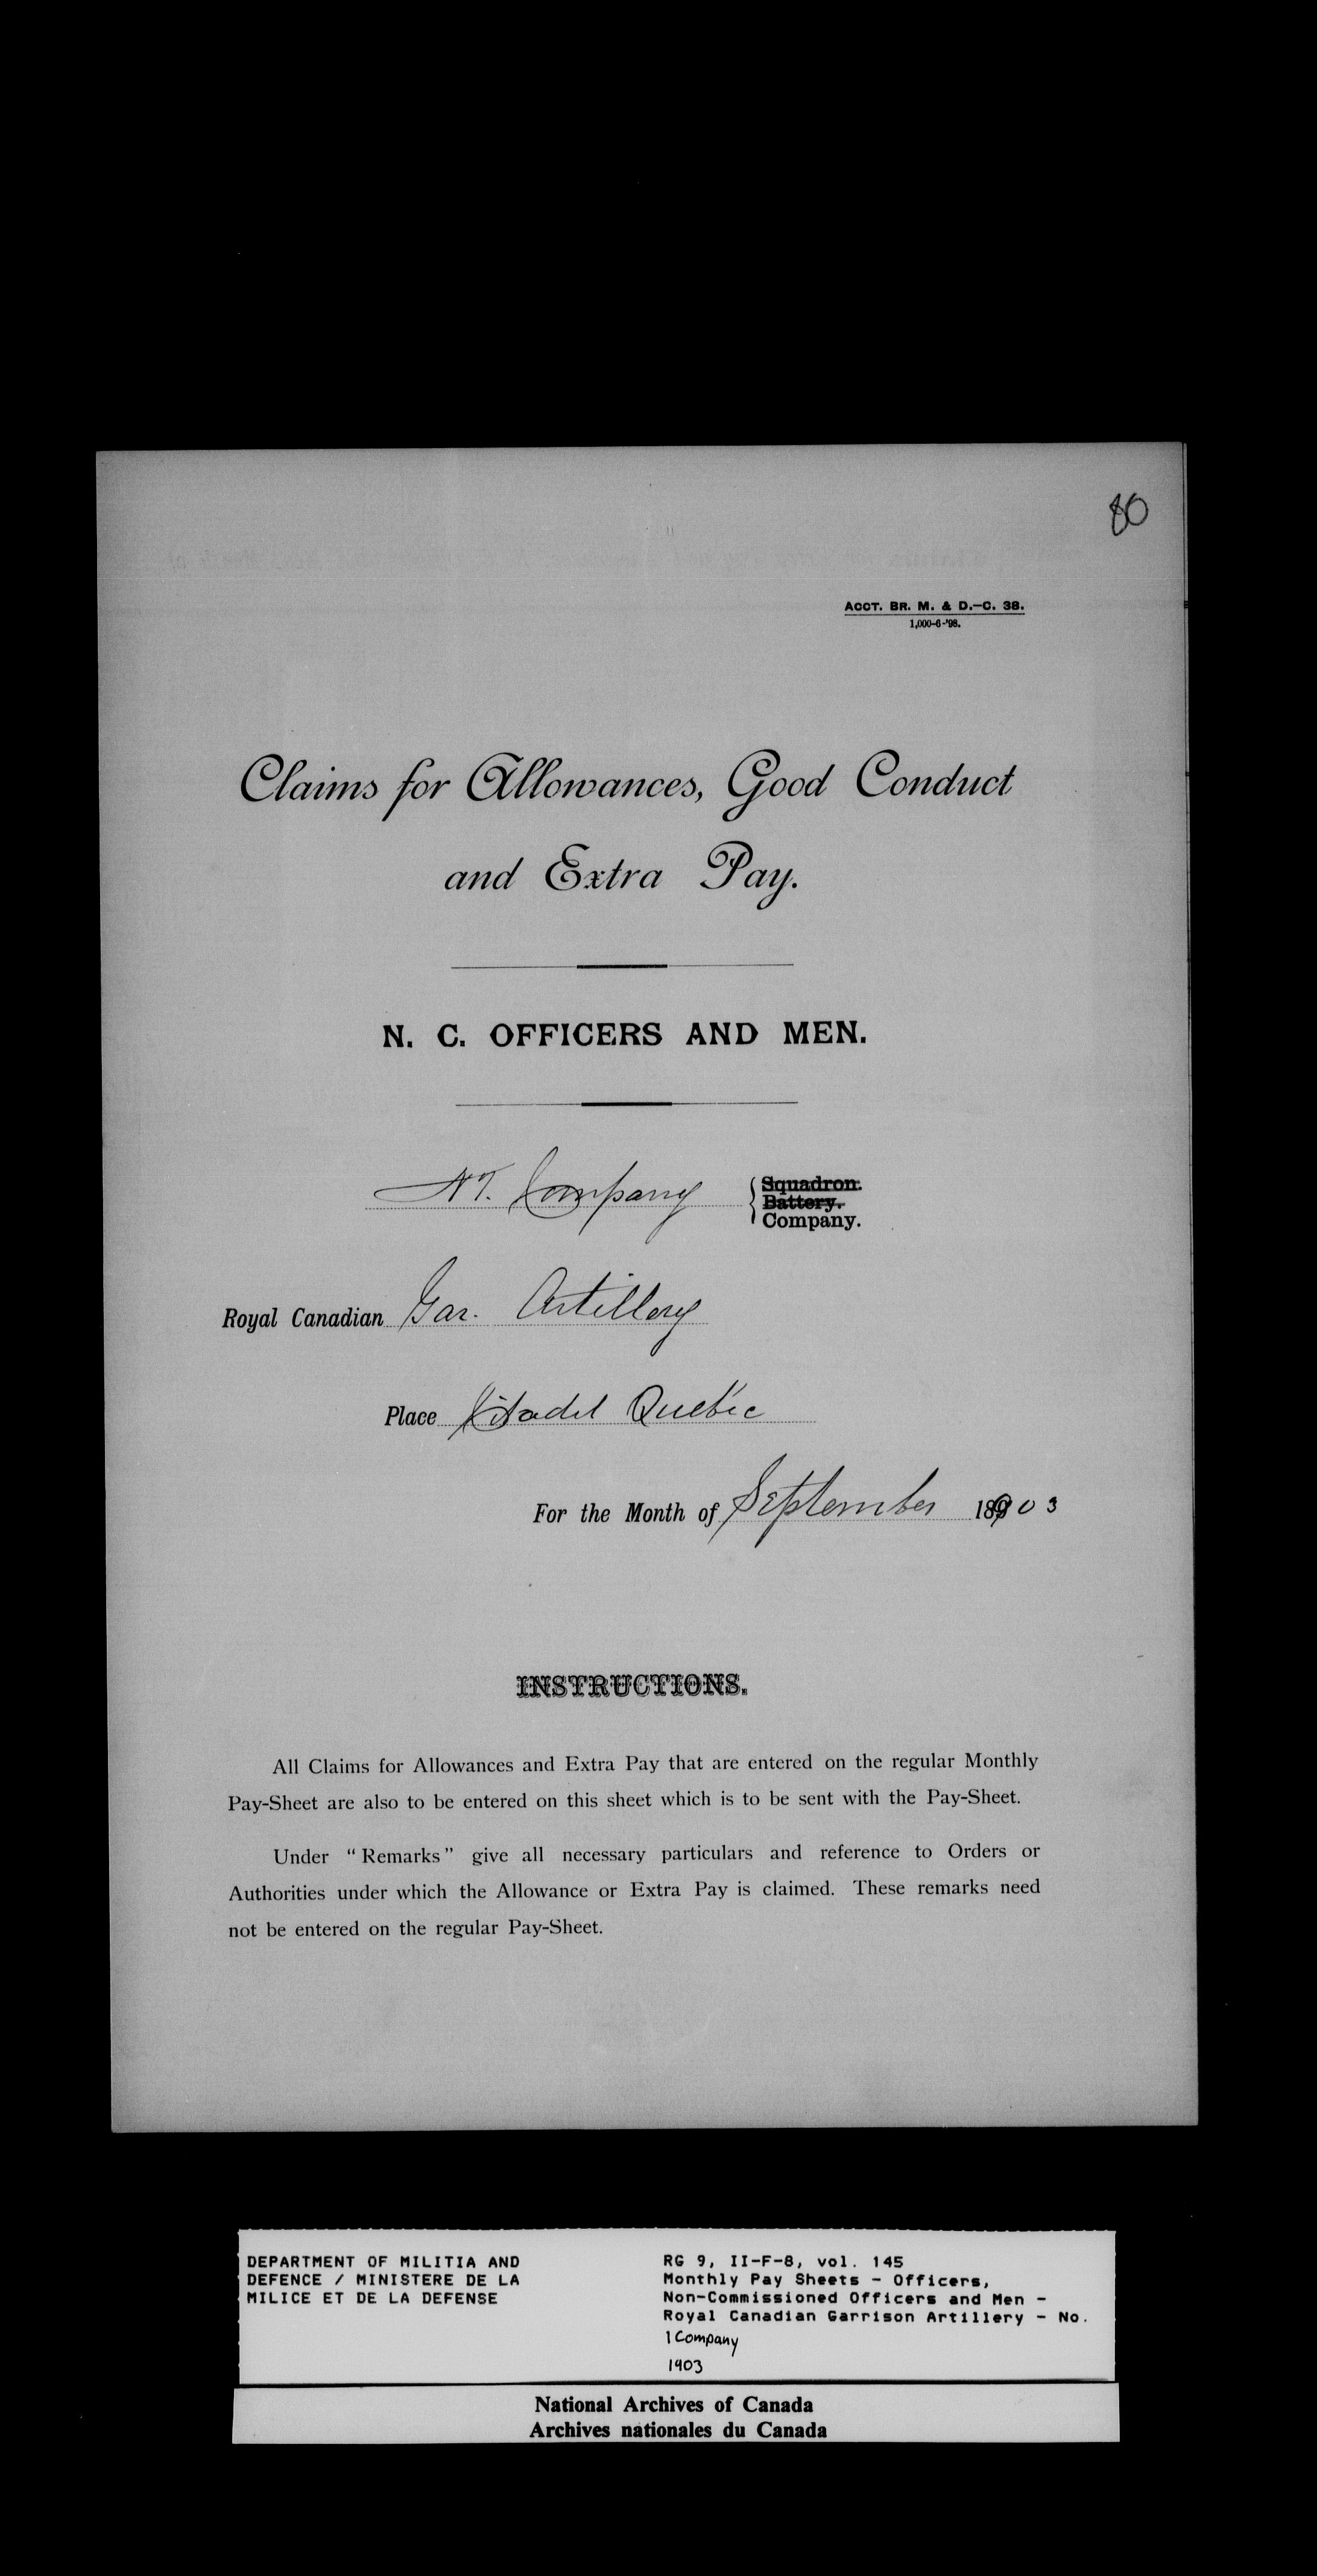 80
ACCT. BR. M. & D.—C. 38.
1,000-6-'98.
Claims for Allowances, Good Conduct
and Extra Pay.
N. C. OFFICERS AND MEN.
Company
Squadron.
Battery.
Company.
Royal Canadian Gar. Artillery
Place Citadel Quebec
For the Month of September 1903
INSTRUCTIONS.
All Claims for Allowances and Extra Pay that are entered on the regular Monthly
Pay-Sheet are also to be entered on this sheet which is to be sent with the Pay-Sheet.
Under "Remarks" give all necessary particulars and reference to Orders or
Authorities under which the Allowance or Extra Pay is claimed. These remarks need
not be entered on the regular Pay-Sheet.
DEPARTMENT OF MILITIA AND
DEFENCE / MINISTERE DE LA
MILICE ET DE LA DEFENSE
RG 9, II-F-8, vol. 145
Monthly Pay Sheets - Officers,
Non-Commissioned Officers and Men -
Royal Canadian Garrison Artillery - No.
1 Company
1903
National Archives of Canada
Archives nationales du Canada